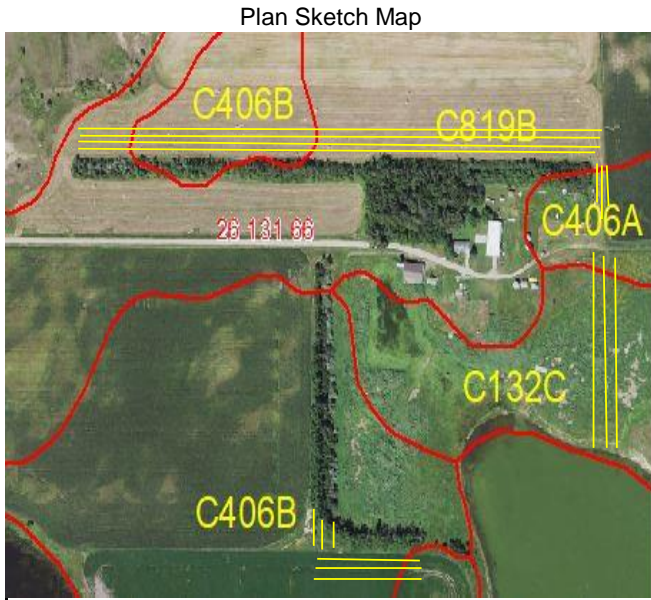 Plan Sketch Map
C406B
C819B
C406A
26 131 66
C132C
C406B